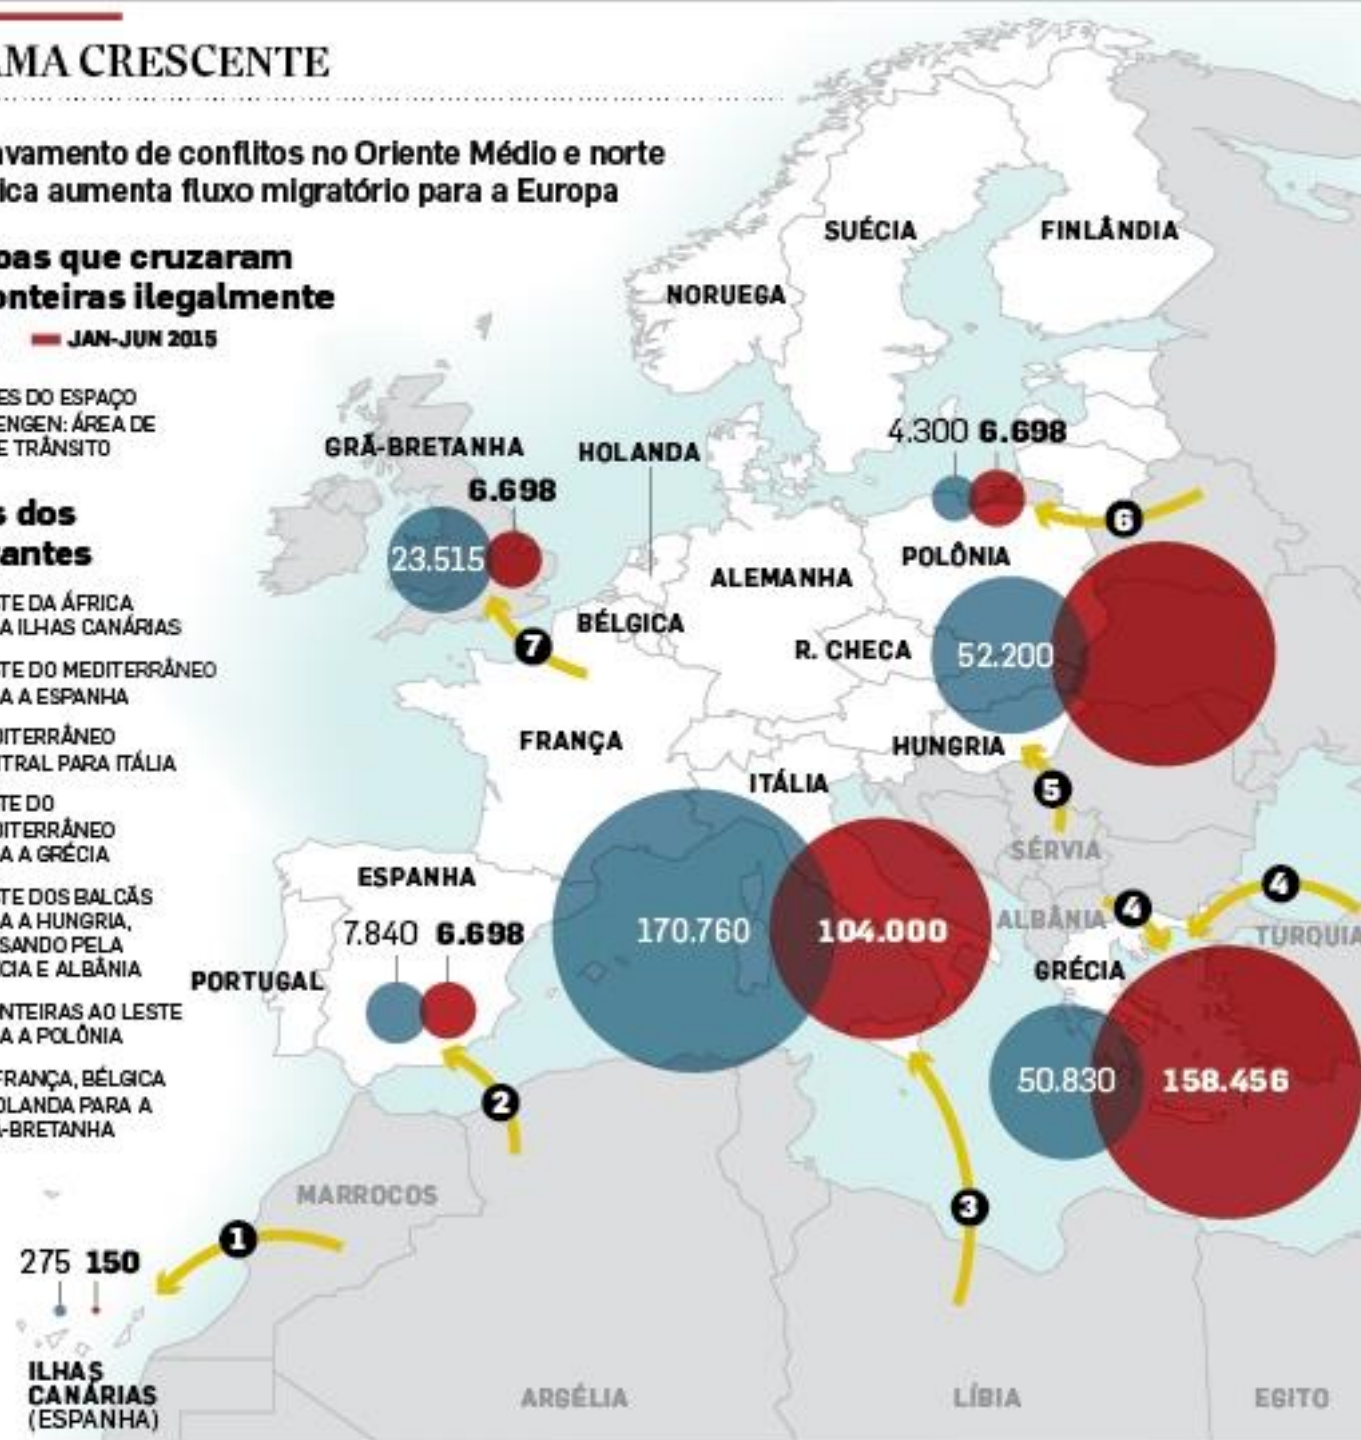 AMA CRESCENTE
avamento de conflitos no Oriente Médio e norte
ica aumenta fluxo migratório para a Europa
oas que cruzaram
onteiras ilegalmente
JAN-JUN 2015
ES DO ESPAÇO
ENGEN: ÁREA DE
E TRÂNSITO
s dos
antes
TE DA ÁFRICA
A ILHAS CANÁRIAS
TE DO MEDITERRÂNEO
A A ESPANHA
DITERRÂNEO
TRAL PARA ITÁLIA
TE DO
DITERRÂNEO
A A GRÉCIA
TE DOS BALCÃS
A A HUNGRIA,
SANDO PELA
CIA E ALBÂNIA
NTEIRAS AO LESTE
A A POLÔNIA
FRANÇA, BÉLGICA
OLANDA PARA A
-BRETANHA
SUÉCIA
FINLÂNDIA
NORUEGA
GRÃ-BRETANHA
HOLANDA
4.300 6.698
6.698
6
23.515
POLÔNIA
ALEMANHA
BÉLGICA
7
R. CHECA
52.200
FRANÇA
HUNGRIA
ITÁLIA
5
SÉRVIA
ESPANHA
4
4
ALBÂNIA
7.840 6.698
170.760
104.000
TURQUIA
GRÉCIA
PORTUGAL
50.830
158.456
2
MARROCOS
3
1
275 150
ILHAS
CANÁRIAS
(ESPANHA)
ARGÉLIA
LÍBIA
EGITO